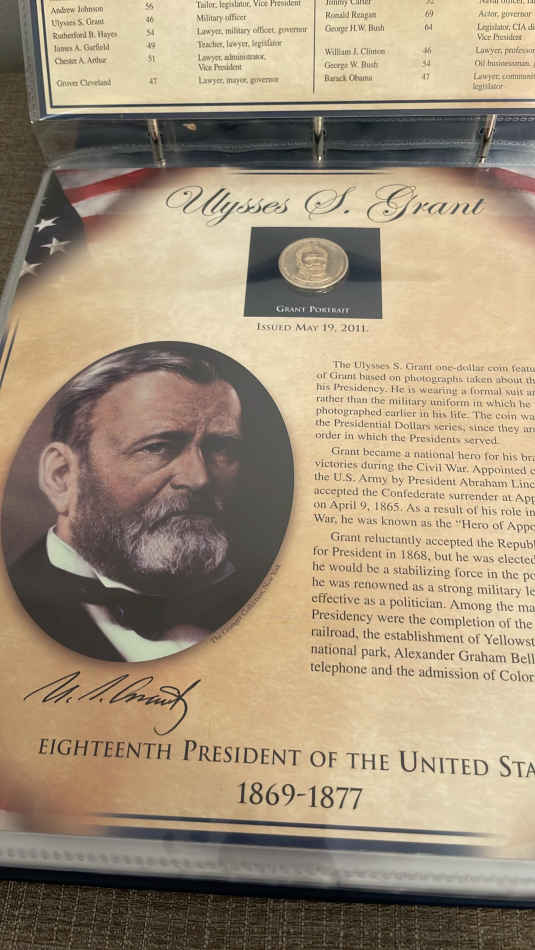 Andrew Johnson 56 Tailor, legislator, Vice President
Ulysses S. Grant 46 Military officer
Rutherford B. Hayes 54 Lawyer, military officer, governor
James A. Garfield 49 Teacher, lawyer, legislator
Chester A. Arthur 51 Lawyer, administrator,
Vice President
Grover Cleveland 47 Lawyer, mayor, governor
Jimmy Carter 52 Naval officer,
Ronald Reagan 69 Actor, governor
George H.W. Bush 64 Legislator, CIA
Vice President
William J. Clinton 46 Lawyer, professor
George W. Bush 54 Oil businessman,
Barack Obama 47 Lawyer,
legislator
Ulysses S. Grant
GRANT PORTRAIT
ISSUED MAY 19, 2011.
The Ulysses S. Grant one-dollar coin featu
of Grant based on photographs taken about th
his Presidency. He is wearing a formal suit a
rather than the military uniform in which he
photographed earlier in his life. The coin wa
the Presidential Dollars series, since they ar
order in which the Presidents served.
Grant became a national hero for his bra
victories during the Civil War. Appointed c
the U.S. Army by President Abraham Linc
accepted the Confederate surrender at App
on April 9, 1865. As a result of his role in
War, he was known as the “Hero of Appo
Grant reluctantly accepted the Republ
for President in 1868, but he was elected
he would be a stabilizing force in the po
he was renowned as a strong military le
effective as a politician. Among the ma
Presidency were the completion of the
railroad, the establishment of Yellowst
national park, Alexander Graham Bell
telephone and the admission of Color
The Granger Collection, New York
U. S. Grant
EIGHTEENTH PRESIDENT OF THE UNITED STA
1869-1877